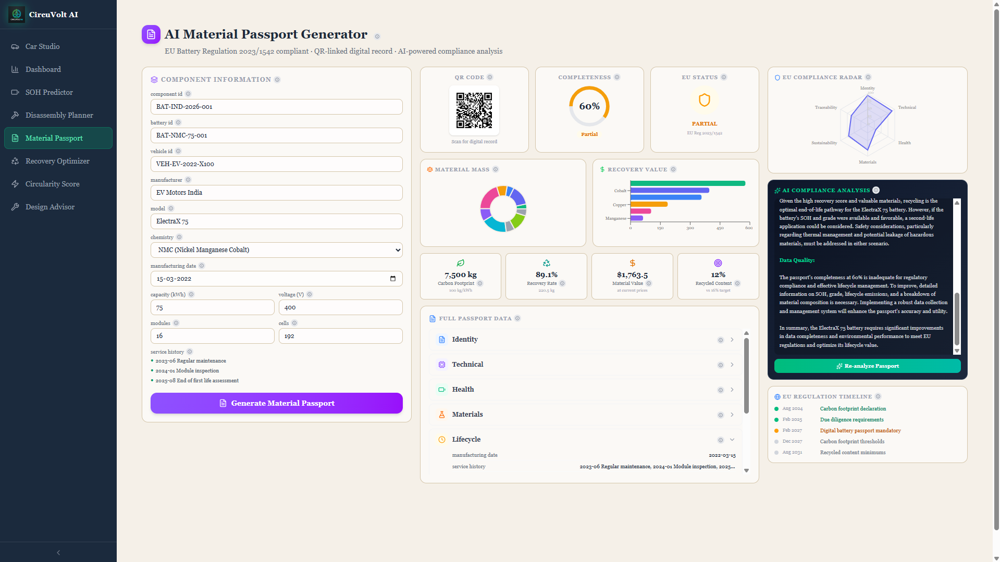 CircuVolt AI
Car Studio
Dashboard
SOH Predictor
Disassembly Planner
Material Passport
Recovery Optimizer
Circularity Score
Design Advisor
AI Material Passport Generator
EU Battery Regulation 2023/1542 compliant · QR-linked digital record · AI-powered compliance analysis
COMPONENT INFORMATION
component id
BAT-IND-2026-001
battery id
BAT-NMC-75-001
vehicle id
VEH-EV-2022-X100
manufacturer
EV Motors India
model
ElectraX 75
chemistry
NMC (Nickel Manganese Cobalt)
manufacturing date
15-03-2022
capacity (kWh)
75
voltage (V)
400
modules
16
cells
192
service history
• 2023-06 Regular maintenance
• 2024-01 Module inspection
• 2025-08 End of first life assessment
Generate Material Passport
QR CODE
Scan for digital record
COMPLETENESS
60%
Partial
EU STATUS
PARTIAL
EU Reg 2023/1542
MATERIAL MASS
RECOVERY VALUE
Cobalt
Copper
Manganese
0 150 300 450 600
7,500 kg
Carbon Footprint
100 kg/kWh
89.1%
Recovery Rate
220.5 kg
$1,763.5
Material Value
at current prices
12%
Recycled Content
vs 16% target
FULL PASSPORT DATA
Identity
Technical
Health
Materials
Lifecycle
manufacturing date 2022-03-15
service history 2023-06 Regular maintenance, 2024-01 Module inspection, 2025...
EU COMPLIANCE RADAR
Identity
100
Traceability
Technical
Sustainability
Health
Materials
AI COMPLIANCE ANALYSIS
Given the high recovery score and valuable materials, recycling is the
optimal end-of-life pathway for the ElectraX 75 battery. However, if the
battery's SOH and grade were available and favorable, a second-life
application could be considered. Safety considerations, particularly
regarding thermal management and potential leakage of hazardous
materials, must be addressed in either scenario.
Data Quality:
The passport's completeness at 60% is inadequate for regulatory
compliance and effective lifecycle management. To improve, detailed
information on SOH, grade, lifecycle emissions, and a breakdown of
material composition is necessary. Implementing a robust data collection
and management system will enhance the passport's accuracy and utility.
In summary, the ElectraX 75 battery requires significant improvements
in data completeness and environmental performance to meet EU
regulations and optimize its lifecycle value.
Re-analyze Passport
EU REGULATION TIMELINE
Aug 2024 Carbon footprint declaration
Feb 2025 Due diligence requirements
Feb 2027 Digital battery passport mandatory
Dec 2027 Carbon footprint thresholds
Aug 2031 Recycled content minimums